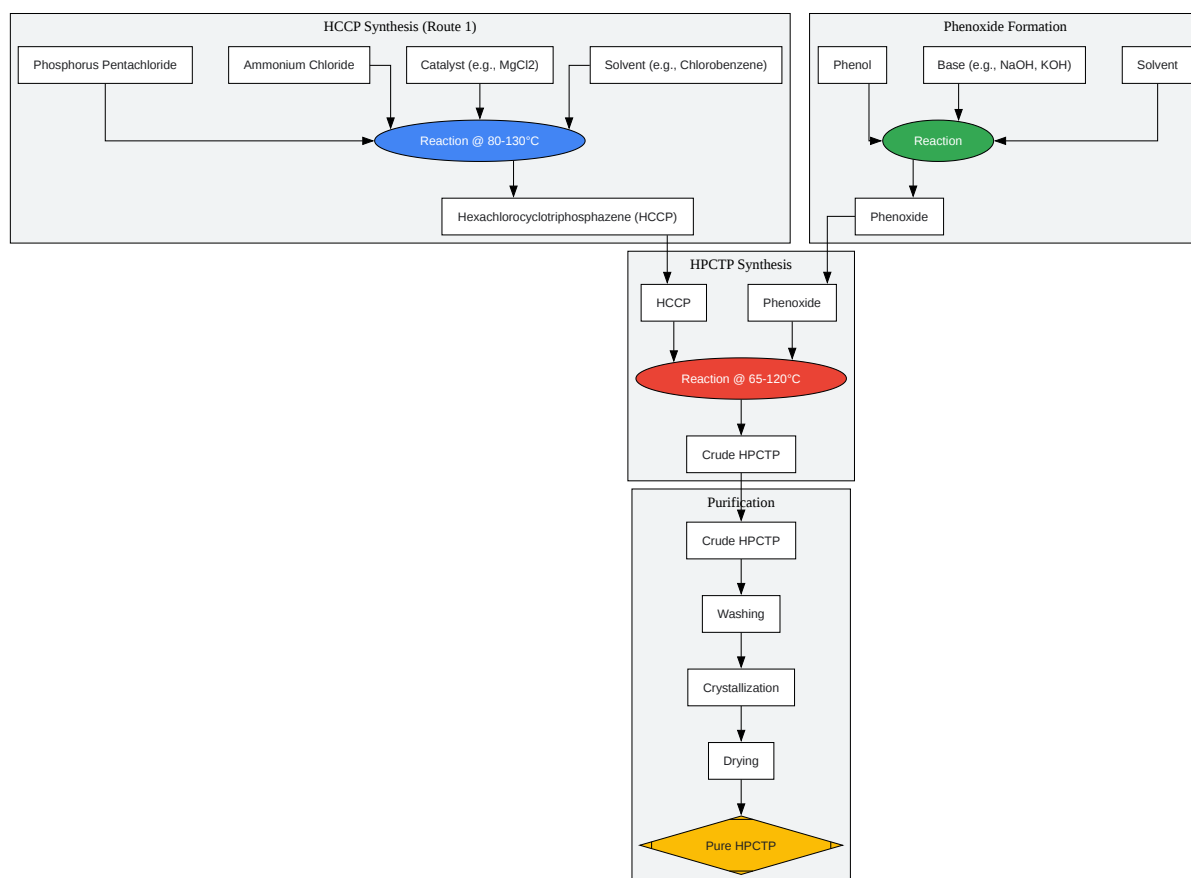 HCCP Synthesis (Route 1)
Phosphorus Pentachloride
Ammonium Chloride
Catalyst (e.g., MgCl2)
Solvent (e.g., Chlorobenzene)
Reaction @ 80-130°C
Hexachlorocyclotriphosphazene (HCCP)
Phenoxide Formation
Phenol
Base (e.g., NaOH, KOH)
Solvent
Reaction
Phenoxide
HPCTP Synthesis
HCCP
Phenoxide
Reaction @ 65-120°C
Crude HPCTP
Purification
Crude HPCTP
Washing
Crystallization
Drying
Pure HPCTP